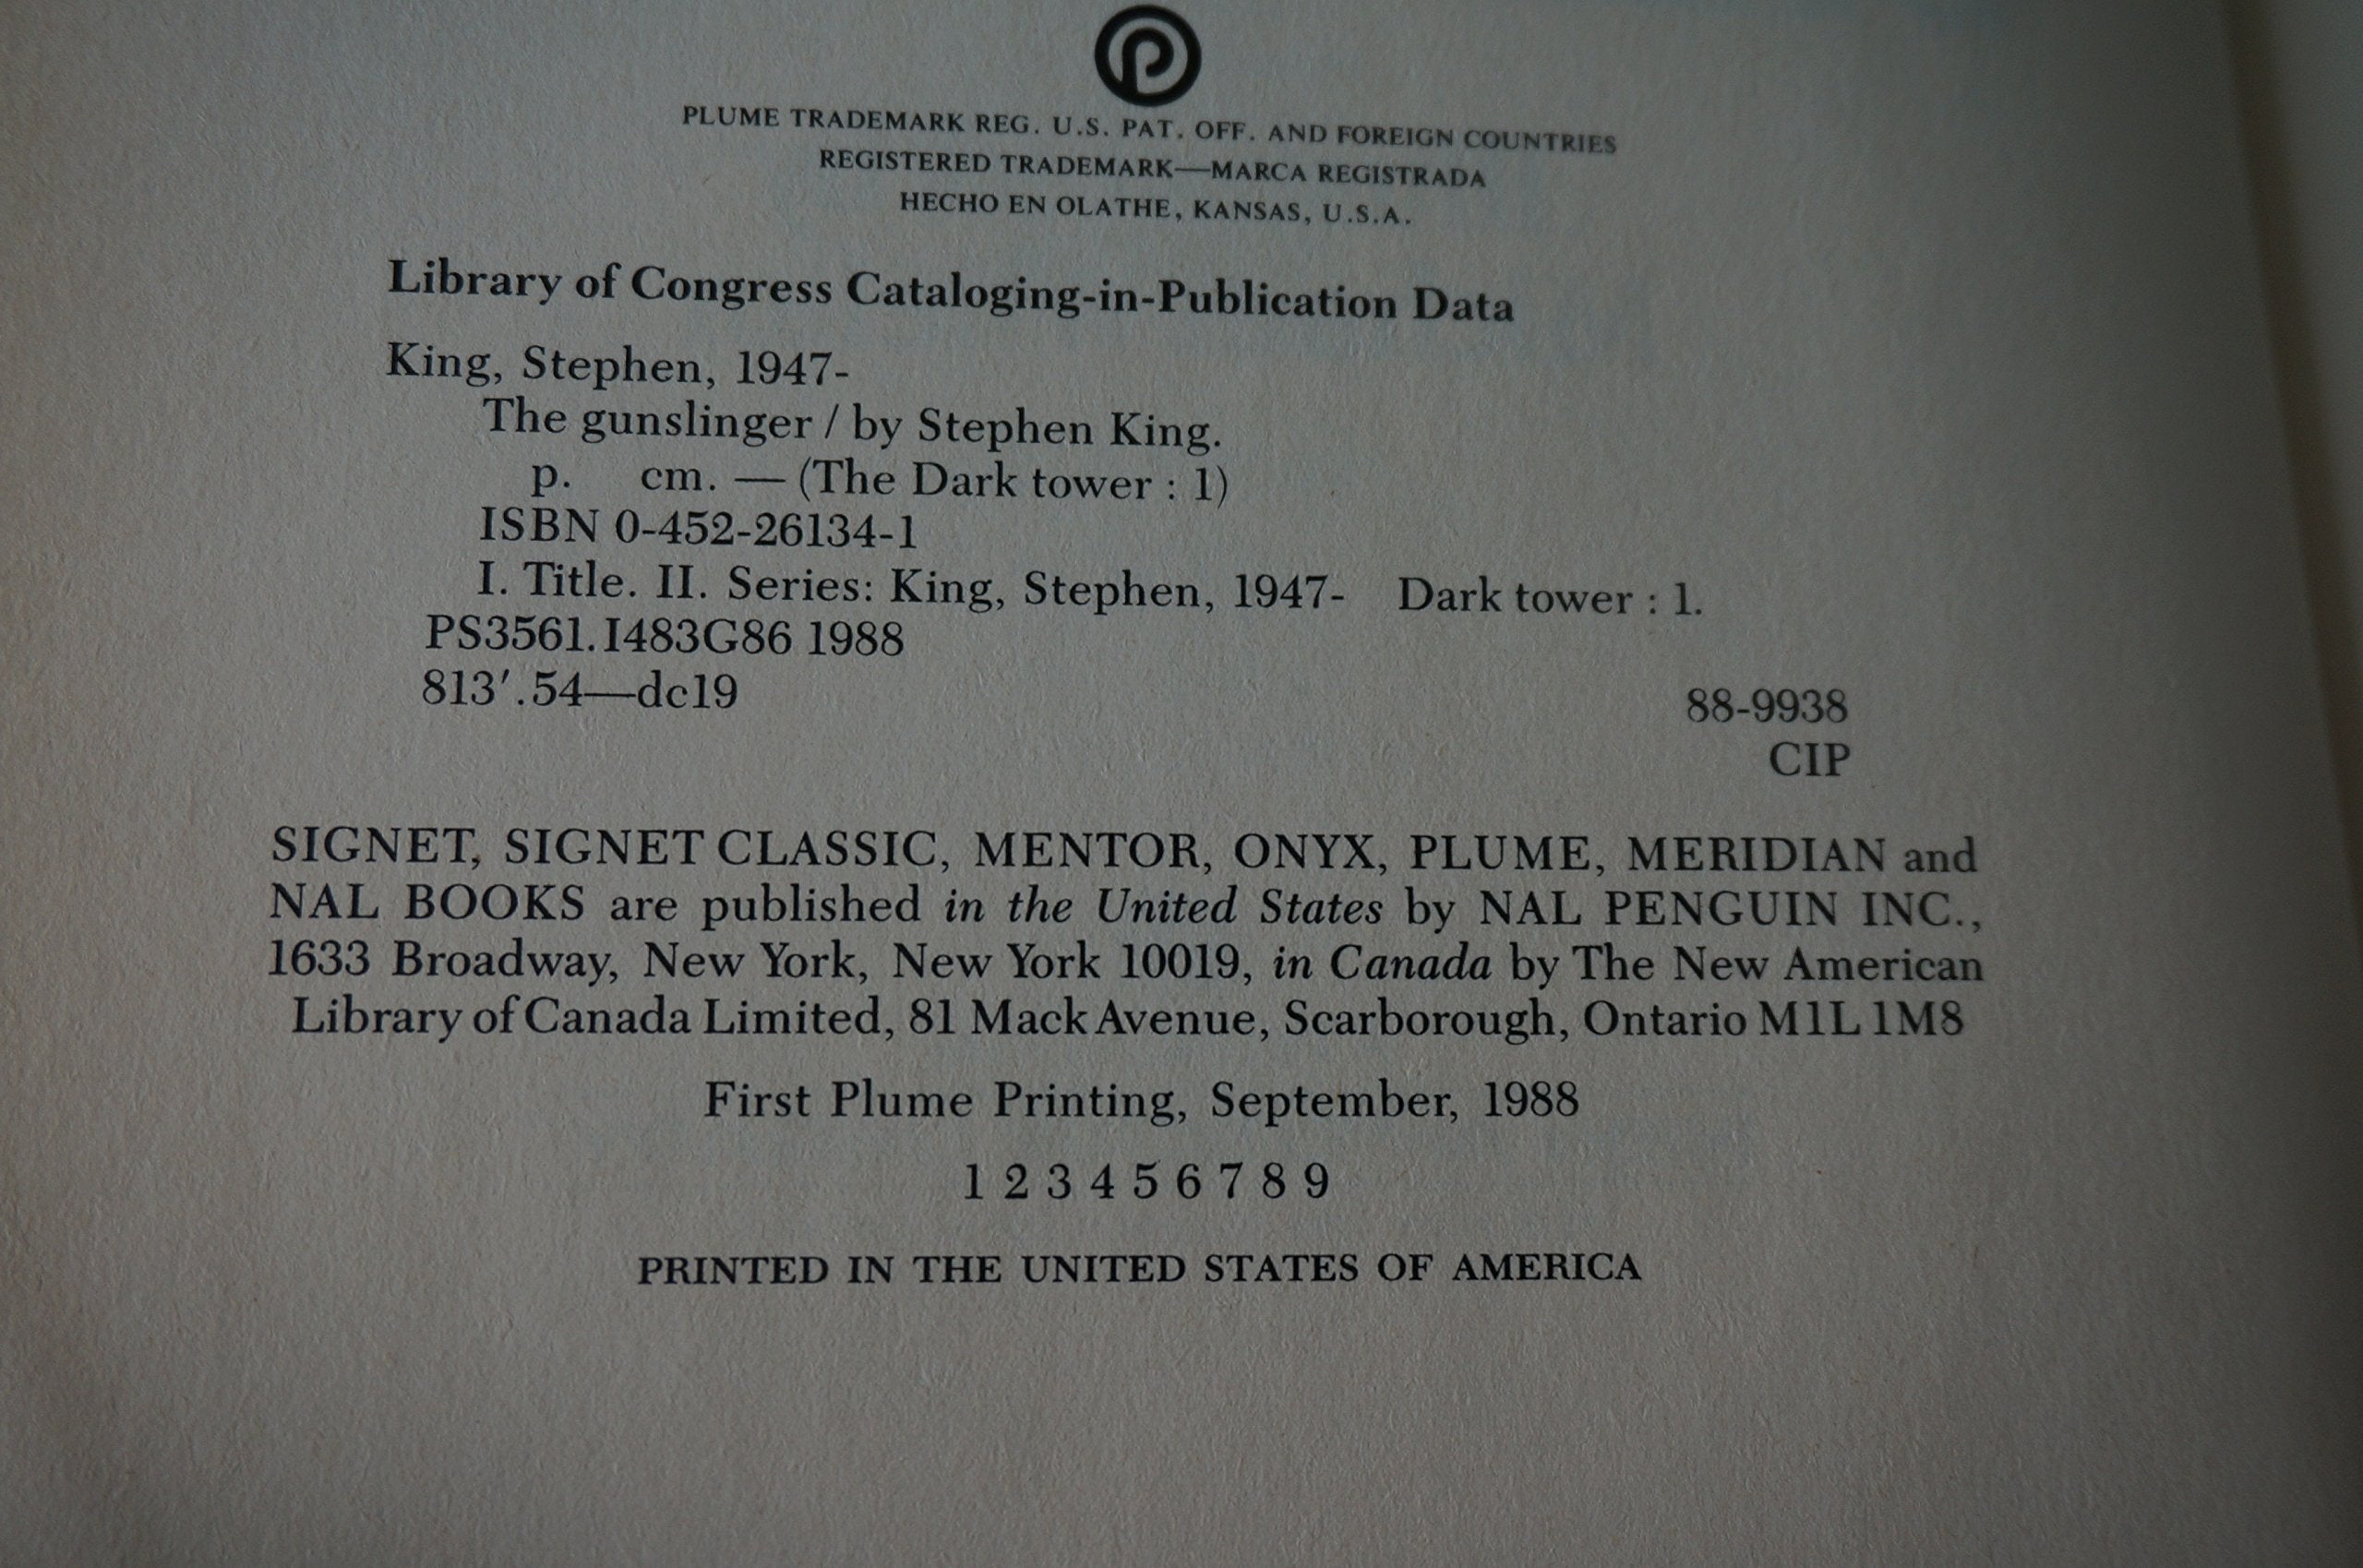 P
PLUME TRADEMARK REG. U.S. PAT. OFF. AND FOREIGN COUNTRIES
REGISTERED TRADEMARK—MARCA REGISTRADA
HECHO EN OLATHE, KANSAS, U.S.A.
Library of Congress Cataloging-in-Publication Data
King, Stephen, 1947-
The gunslinger / by Stephen King.
p. cm. — (The Dark tower : 1)
ISBN 0-452-26134-1
I. Title. II. Series: King, Stephen, 1947- Dark tower : 1.
PS3561.I483G86 1988
813′.54—dc19
88-9938
CIP
SIGNET, SIGNET CLASSIC, MENTOR, ONYX, PLUME, MERIDIAN and
NAL BOOKS are published in the United States by NAL PENGUIN INC.,
1633 Broadway, New York, New York 10019, in Canada by The New American
Library of Canada Limited, 81 Mack Avenue, Scarborough, Ontario M1L 1M8
First Plume Printing, September, 1988
1 2 3 4 5 6 7 8 9
PRINTED IN THE UNITED STATES OF AMERICA